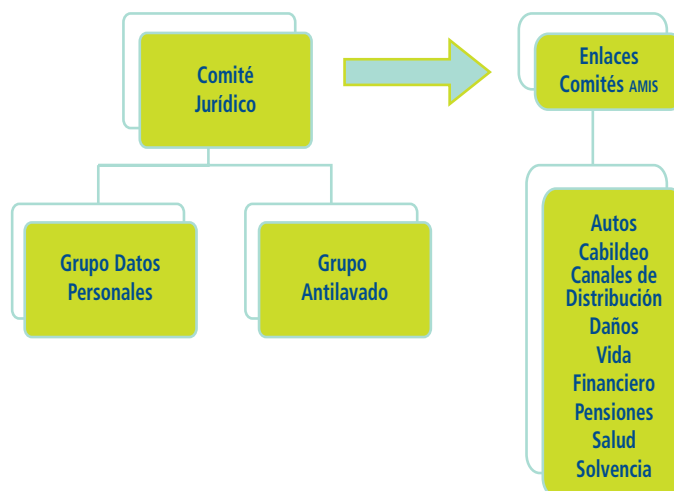 Comité
Jurídico
Enlaces
Comités AMIS
Grupo Datos
Personales
Grupo
Antilavado
Autos
Cabildeo
Canales de
Distribución
Daños
Vida
Financiero
Pensiones
Salud
Solvencia